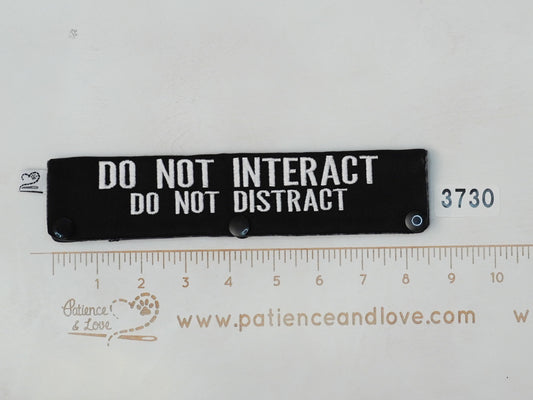 DO NOT INTERACT
DO NOT DISTRACT
3730
1 2 3 4 5 6 7 8 9 10
Patience
& Love
www.patienceandlove.com
w